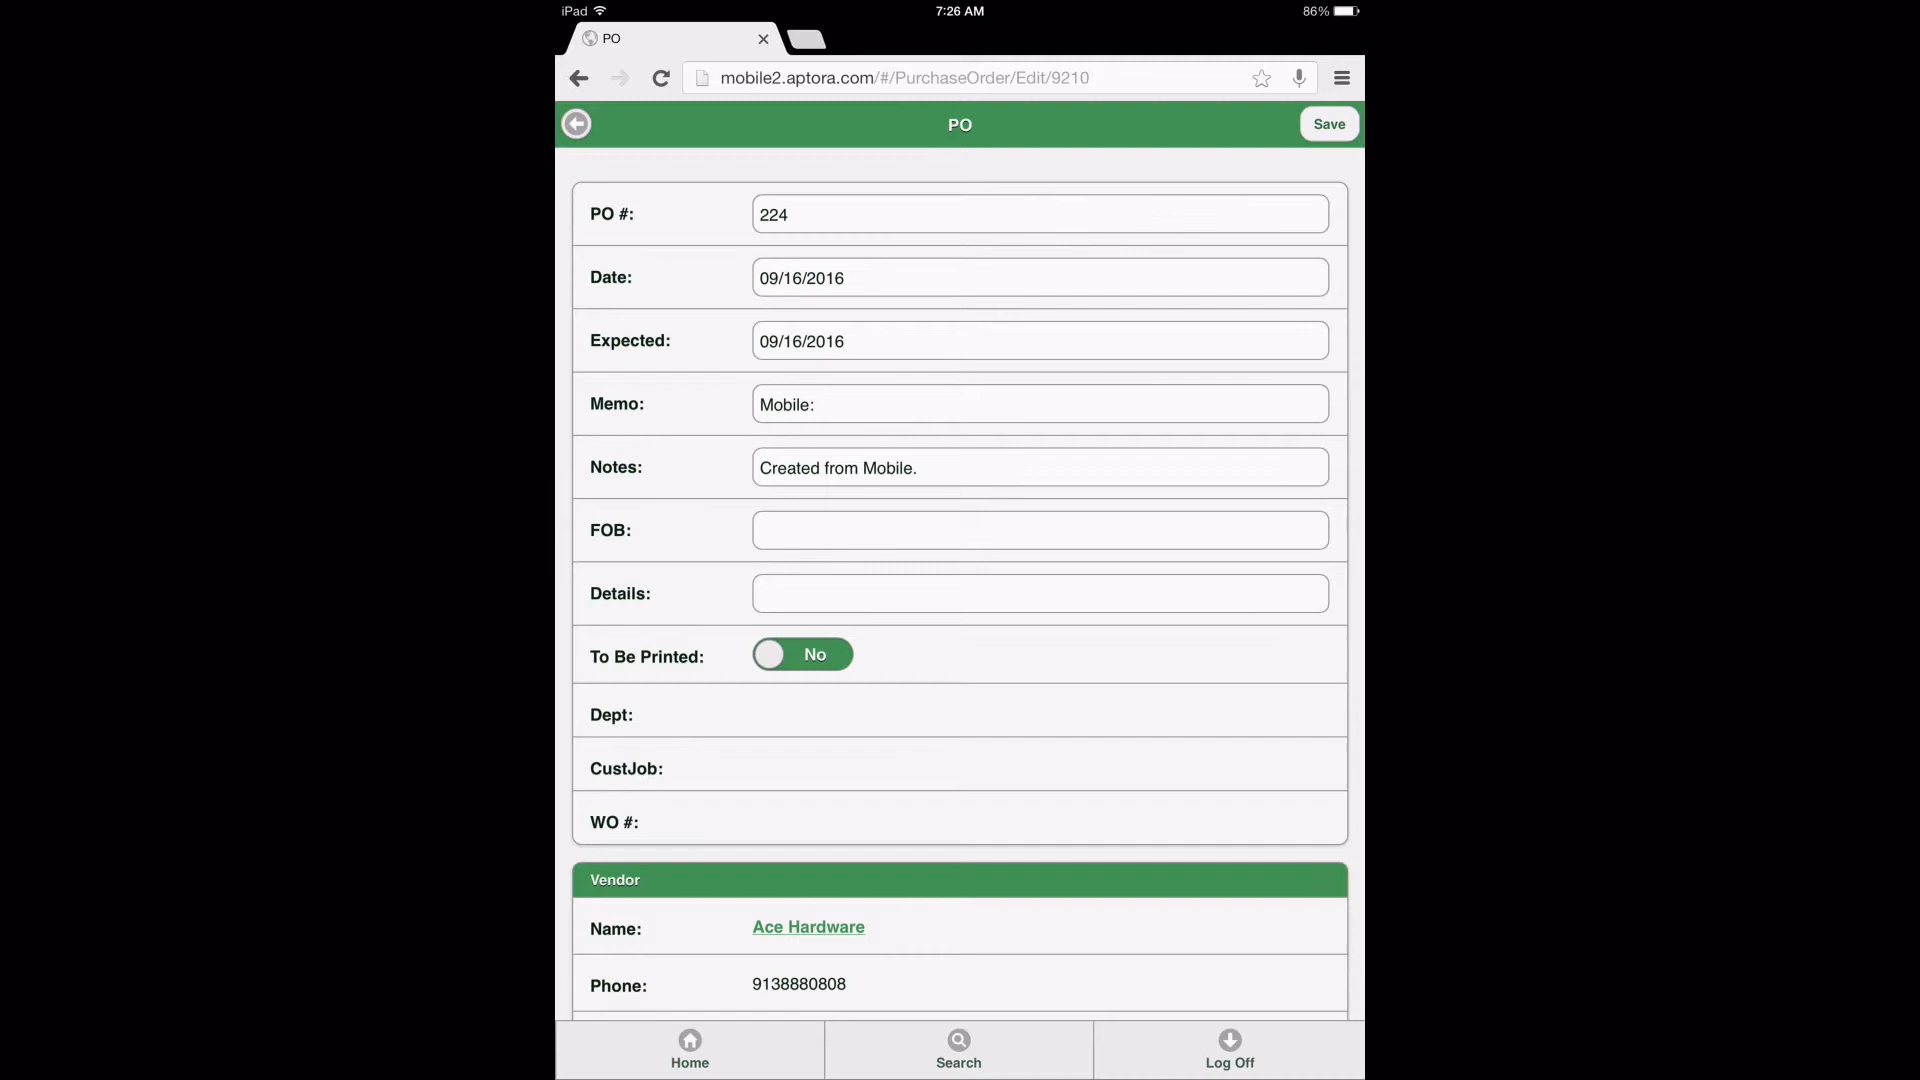 iPad 7:26 AM 86%
PO
mobile2.aptora.com/#/PurchaseOrder/Edit/9210
PO Save
PO #: 224
Date: 09/16/2016
Expected: 09/16/2016
Memo: Mobile:
Notes: Created from Mobile.
FOB:
Details:
To Be Printed: No
Dept:
CustJob:
WO #:
Vendor
Name: Ace Hardware
Phone: 9138880808
Home Search Log Off